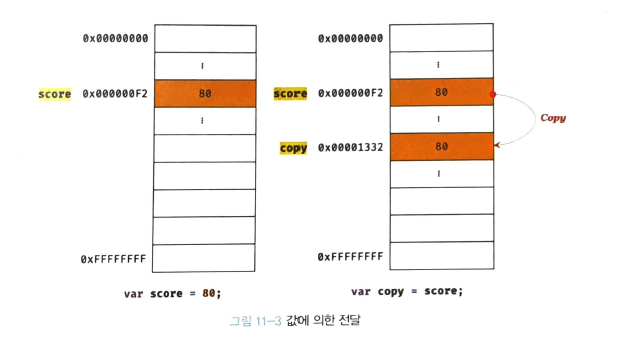 0x00000000
⋮
score 0x000000F2 80
⋮
0xFFFFFFFF
var score = 80;
0x00000000
⋮
score 0x000000F2 80
⋮
Copy
copy 0x00001332 80
⋮
0xFFFFFFFF
var copy = score;
그림 11-3 값에 의한 전달